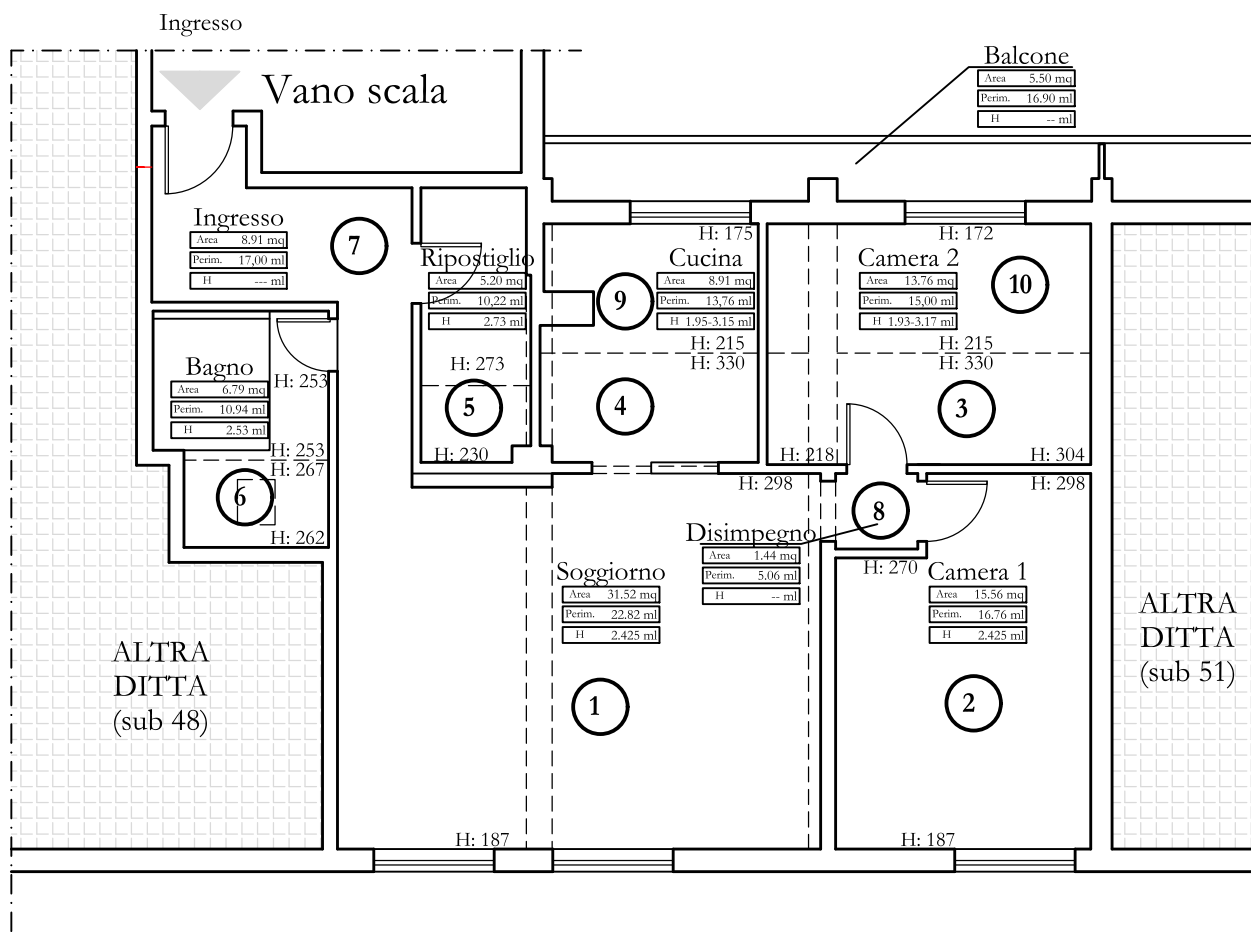 Ingresso
Vano scala
Balcone
Area 5.50 mq
Perim. 16.90 ml
H -- ml
Ingresso
Area 8.91 mq
Perim. 17,00 ml
H --- ml
7
Ripostiglio
Area 5.20 mq
Perim. 10,22 ml
H 2.73 ml
H: 273
5
H: 230
H: 175
Cucina
Area 8.91 mq
Perim. 13,76 ml
H 1.95-3.15 ml
9
H: 215
H: 330
4
H: 172
Camera 2
Area 13.76 mq
Perim. 15,00 ml
H 1.93-3.17 ml
10
H: 215
H: 330
3
H: 218
H: 304
Bagno
Area 6.79 mq
Perim. 10.94 ml
H 2.53 ml
H: 253
H: 253
H: 267
6
H: 262
H: 298
H: 298
8
Disimpegno
Area 1.44 mq
Perim. 5.06 ml
H -- ml
H: 270
Soggiorno
Area 31.52 mq
Perim. 22.82 ml
H 2.425 ml
1
H: 187
Camera 1
Area 15.56 mq
Perim. 16.76 ml
H 2.425 ml
2
H: 187
ALTRA
DITTA
(sub 48)
ALTRA
DITTA
(sub 51)